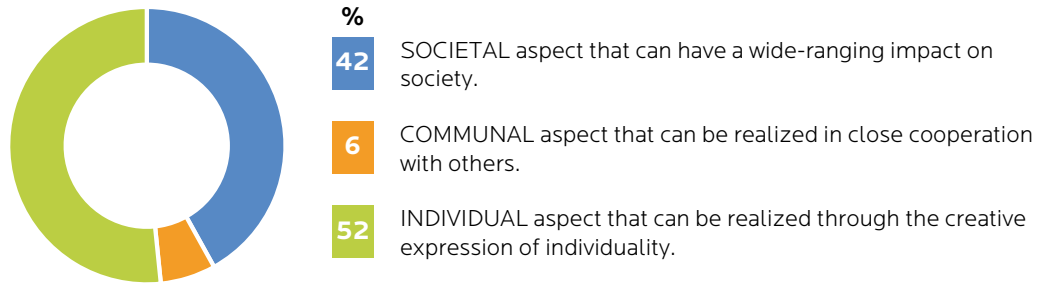 %
42
SOCIETAL aspect that can have a wide-ranging impact on
society.
6
COMMUNAL aspect that can be realized in close cooperation
with others.
52
INDIVIDUAL aspect that can be realized through the creative
expression of individuality.